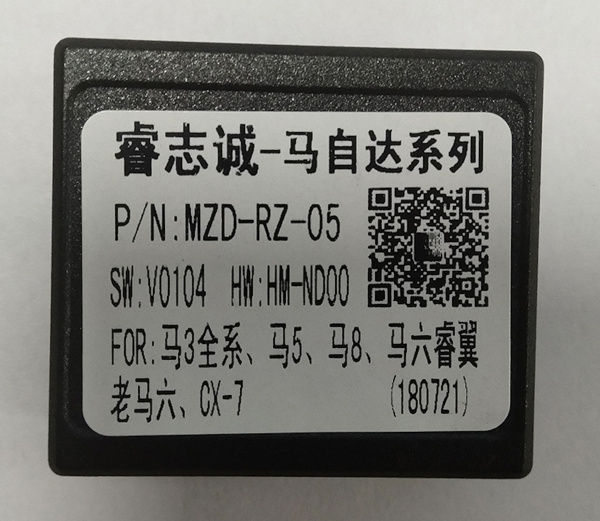 睿志诚-马自达系列
P/N:MZD-RZ-05
SW:V0104 HW:HM-ND00
FOR:马3全系、马5、马8、马六睿翼
老马六、CX-7 (180721)